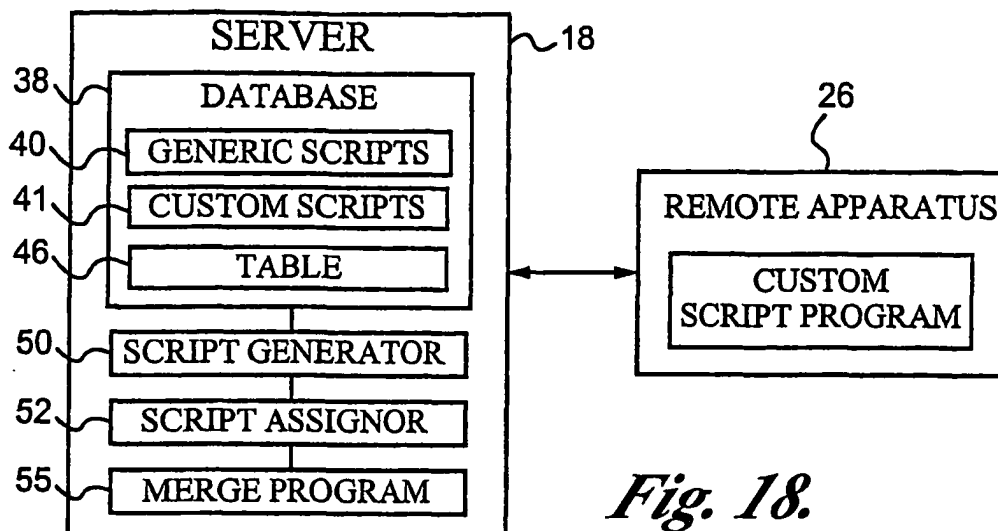 SERVER
18
38
DATABASE
40
GENERIC SCRIPTS
41
CUSTOM SCRIPTS
46
TABLE
50
SCRIPT GENERATOR
52
SCRIPT ASSIGNOR
55
MERGE PROGRAM
26
REMOTE APPARATUS
CUSTOM
SCRIPT PROGRAM
Fig. 18.